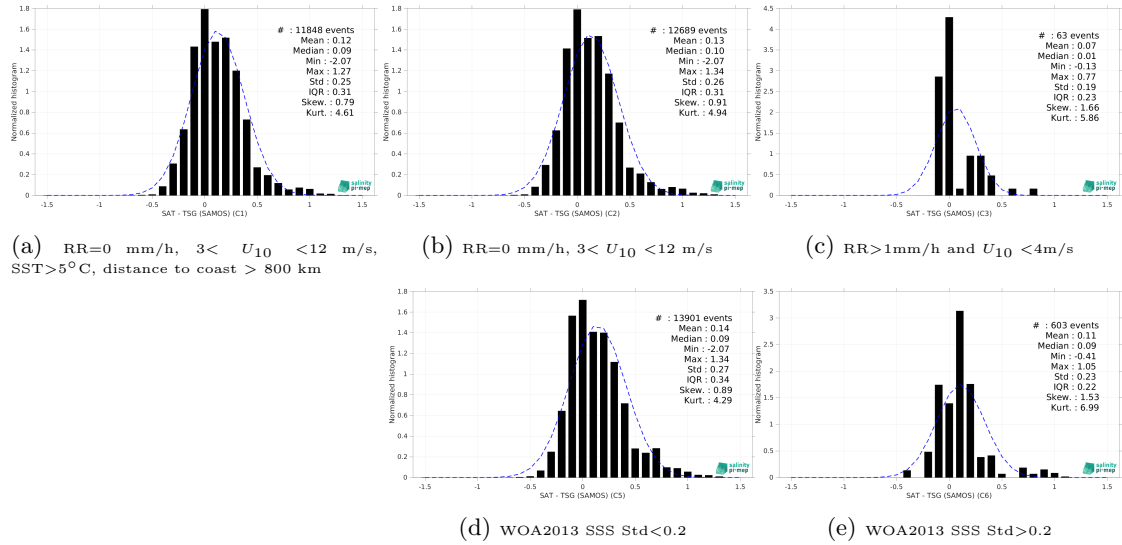 1.8
1.6
1.4
1.2
1
0.8
0.6
0.4
0.2
0
Normalized histogram
-1.5
-1
-0.5
0
0.5
1
1.5
SAT - TSG (SAMOS) (C1)
# : 11848 events
Mean : 0.12
Median : 0.09
Min : -2.07
Max : 1.27
Std : 0.25
IQR : 0.31
Skew. : 0.79
Kurt. : 4.61
salinity
pi-mep
(a) RR=0 mm/h, 3< U10 <12 m/s,
SST>5°C, distance to coast > 800 km
1.8
1.6
1.4
1.2
1
0.8
0.6
0.4
0.2
0
Normalized histogram
-1.5
-1
-0.5
0
0.5
1
1.5
SAT - TSG (SAMOS) (C2)
# : 12689 events
Mean : 0.13
Median : 0.10
Min : -2.07
Max : 1.34
Std : 0.26
IQR : 0.31
Skew. : 0.91
Kurt. : 4.94
salinity
pi-mep
(b) RR=0 mm/h, 3< U10 <12 m/s
4.5
4
3.5
3
2.5
2
1.5
1
0.5
0
Normalized histogram
-1.5
-1
-0.5
0
0.5
1
1.5
SAT - TSG (SAMOS) (C3)
# : 63 events
Mean : 0.07
Median : 0.01
Min : -0.13
Max : 0.77
Std : 0.19
IQR : 0.23
Skew. : 1.66
Kurt. : 5.86
salinity
pi-mep
(c) RR>1mm/h and U10 <4m/s
1.8
1.6
1.4
1.2
1
0.8
0.6
0.4
0.2
0
Normalized histogram
-1.5
-1
-0.5
0
0.5
1
1.5
SAT - TSG (SAMOS) (C5)
# : 13901 events
Mean : 0.14
Median : 0.09
Min : -2.07
Max : 1.34
Std : 0.27
IQR : 0.34
Skew. : 0.89
Kurt. : 4.29
salinity
pi-mep
(d) WOA2013 SSS Std<0.2
3.5
3
2.5
2
1.5
1
0.5
0
Normalized histogram
-1.5
-1
-0.5
0
0.5
1
1.5
SAT - TSG (SAMOS) (C6)
# : 603 events
Mean : 0.11
Median : 0.09
Min : -0.41
Max : 1.05
Std : 0.23
IQR : 0.22
Skew. : 1.53
Kurt. : 6.99
salinity
pi-mep
(e) WOA2013 SSS Std>0.2